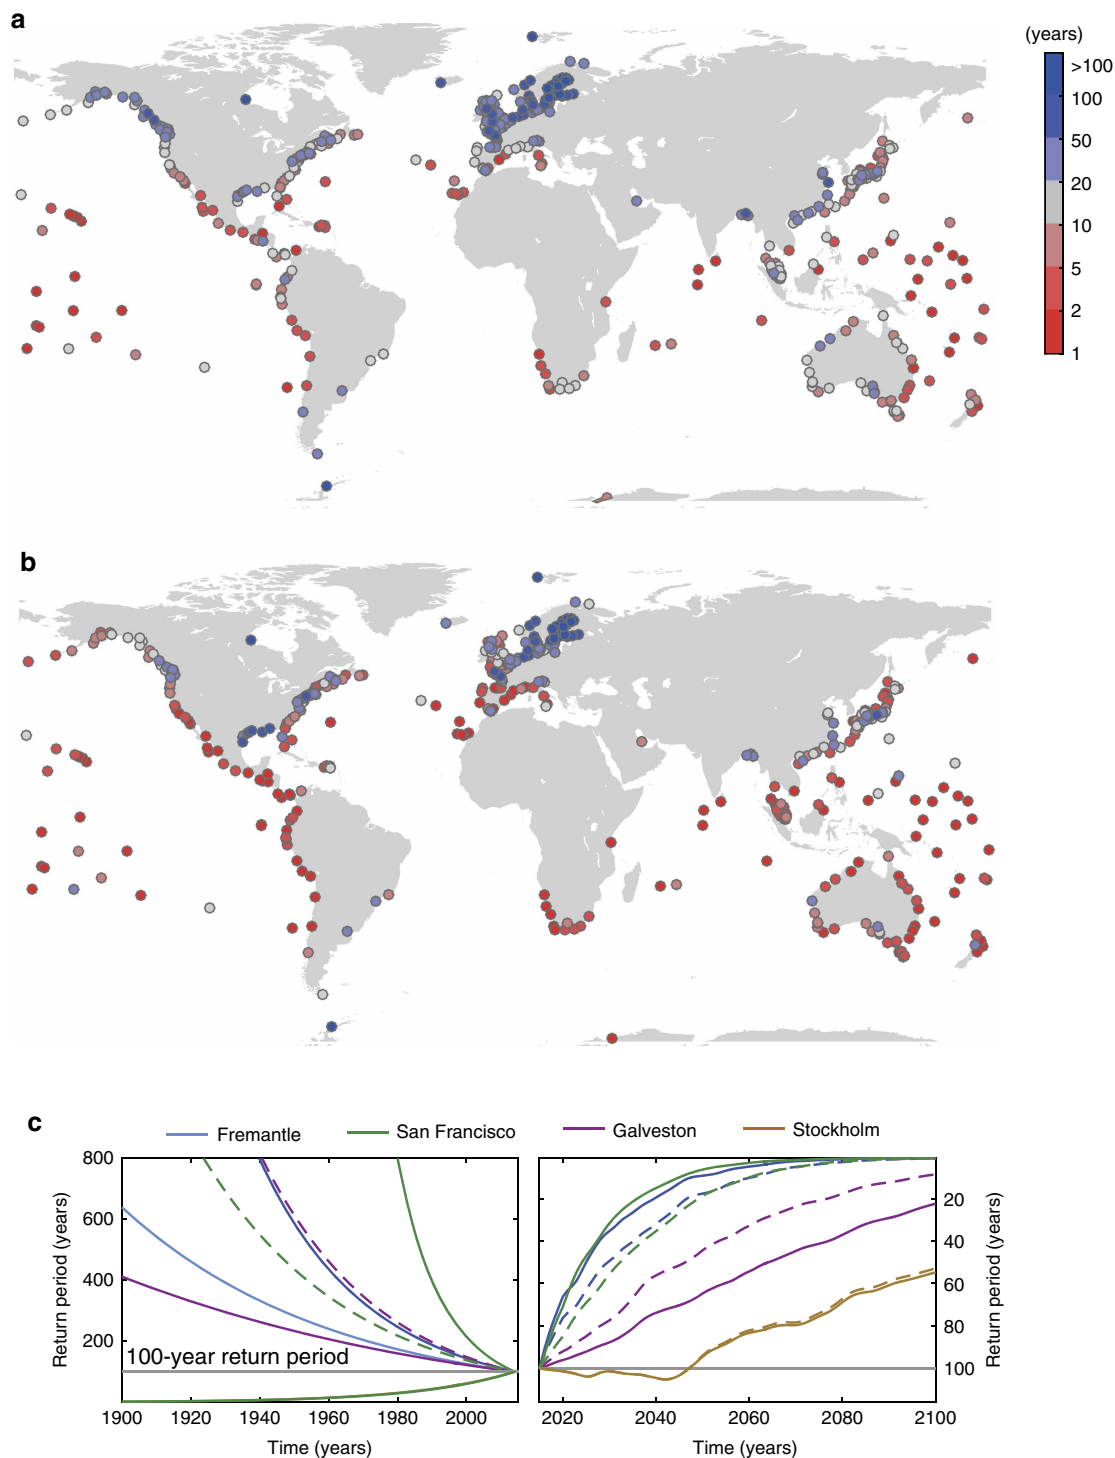 a
(years)
>100
100
50
20
10
5
2
1
b
c
Fremantle
San Francisco
Galveston
Stockholm
Return period (years)
800
600
400
200
100-year return period
1900
1920
1940
1960
1980
2000
Time (years)
20
40
60
80
100
Return period (years)
2020
2040
2060
2080
2100
Time (years)